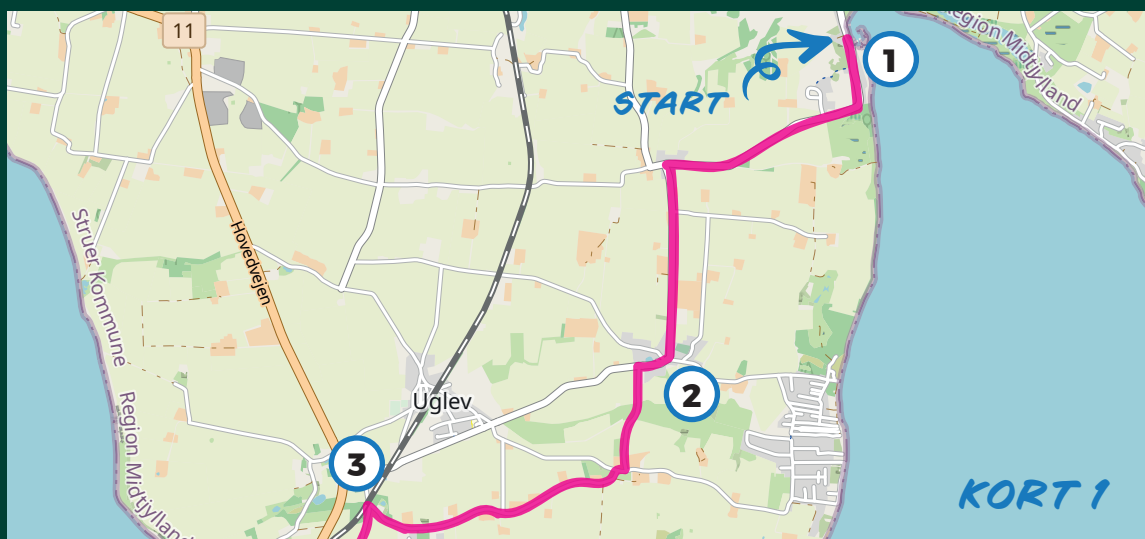 11
Region Midtjylland
1
START
Struer Kommune
Hovedvejen
Region Midtjylland
Uglev
2
3
KORT 1